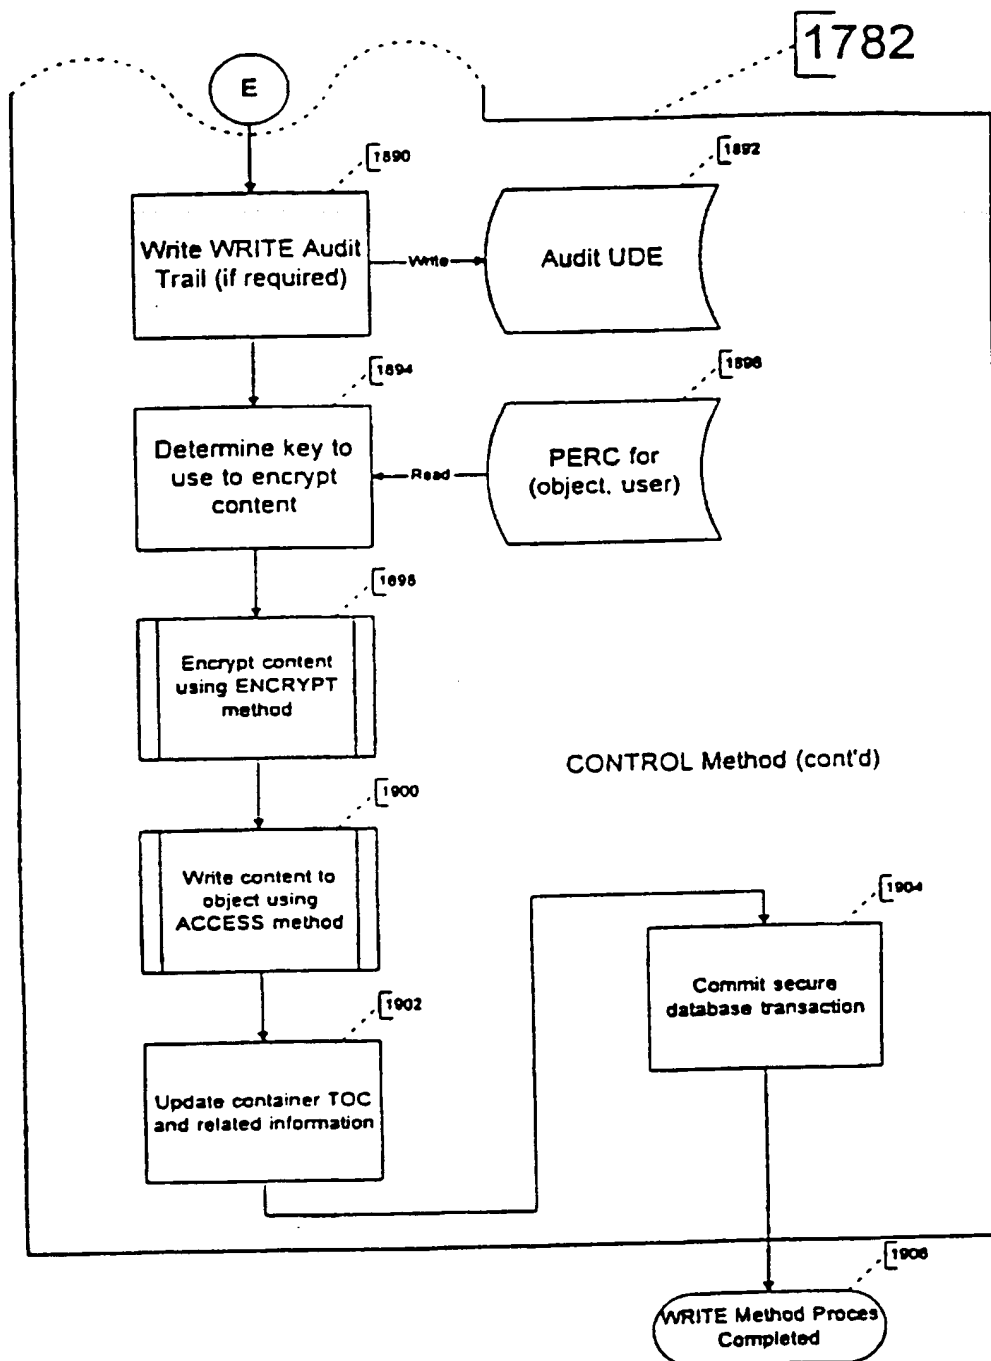 1782
E
1890
Write WRITE Audit
Trail (if required)
Write
1892
Audit UDE
1894
Determine key to
use to encrypt
content
Read
1896
PERC for
(object, user)
1898
Encrypt content
using ENCRYPT
method
CONTROL Method (cont'd)
1900
Write content to
object using
ACCESS method
1902
Update container TOC
and related information
1904
Commit secure
database transaction
1906
WRITE Method Proces
Completed